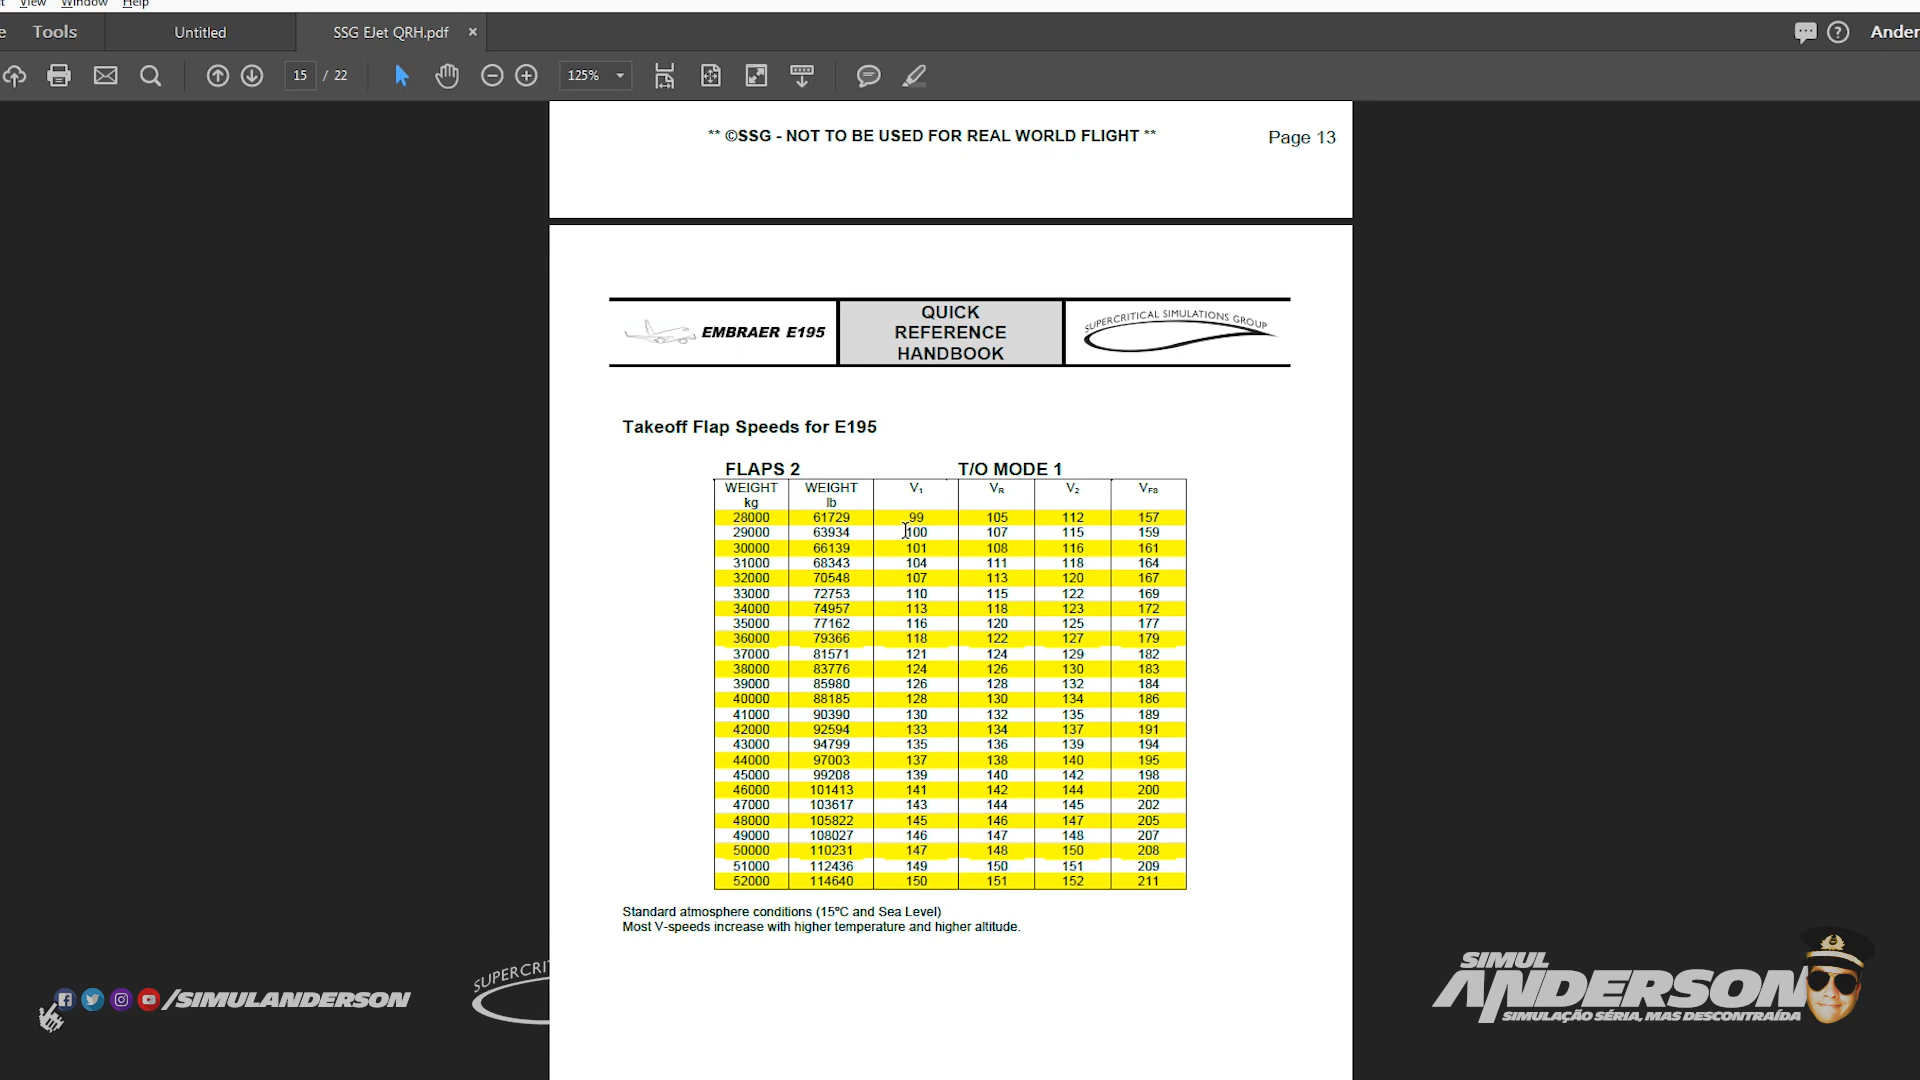 View Window Help
Tools Untitled SSG EJet QRH.pdf × Ander
15 / 22 125%
** ©SSG - NOT TO BE USED FOR REAL WORLD FLIGHT ** Page 13
EMBRAER E195
QUICK
REFERENCE
HANDBOOK
SUPERCRITICAL SIMULATIONS GROUP
Takeoff Flap Speeds for E195
FLAPS 2 T/O MODE 1
WEIGHT WEIGHT V1 VR V2 VFS
kg lb
28000 61729 99 105 112 157
29000 63934 100 107 115 159
30000 66139 101 108 116 161
31000 68343 104 111 118 164
32000 70548 107 113 120 167
33000 72753 110 115 122 169
34000 74957 113 118 123 172
35000 77162 116 120 125 177
36000 79366 118 122 127 179
37000 81571 121 124 129 182
38000 83776 124 126 130 183
39000 85980 126 128 132 184
40000 88185 128 130 134 186
41000 90390 130 132 135 189
42000 92594 133 134 137 191
43000 94799 135 136 139 194
44000 97003 137 138 140 195
45000 99208 139 140 142 198
46000 101413 141 142 144 200
47000 103617 143 144 145 202
48000 105822 145 146 147 205
49000 108027 146 147 148 207
50000 110231 147 148 150 208
51000 112436 149 150 151 209
52000 114640 150 151 152 211
Standard atmosphere conditions (15ºC and Sea Level)
Most V-speeds increase with higher temperature and higher altitude.
/SIMULANDERSON
SUPERCRI
SIMUL
ANDERSON
SIMULAÇÃO SÉRIA, MAS DESCONTRAÍDA